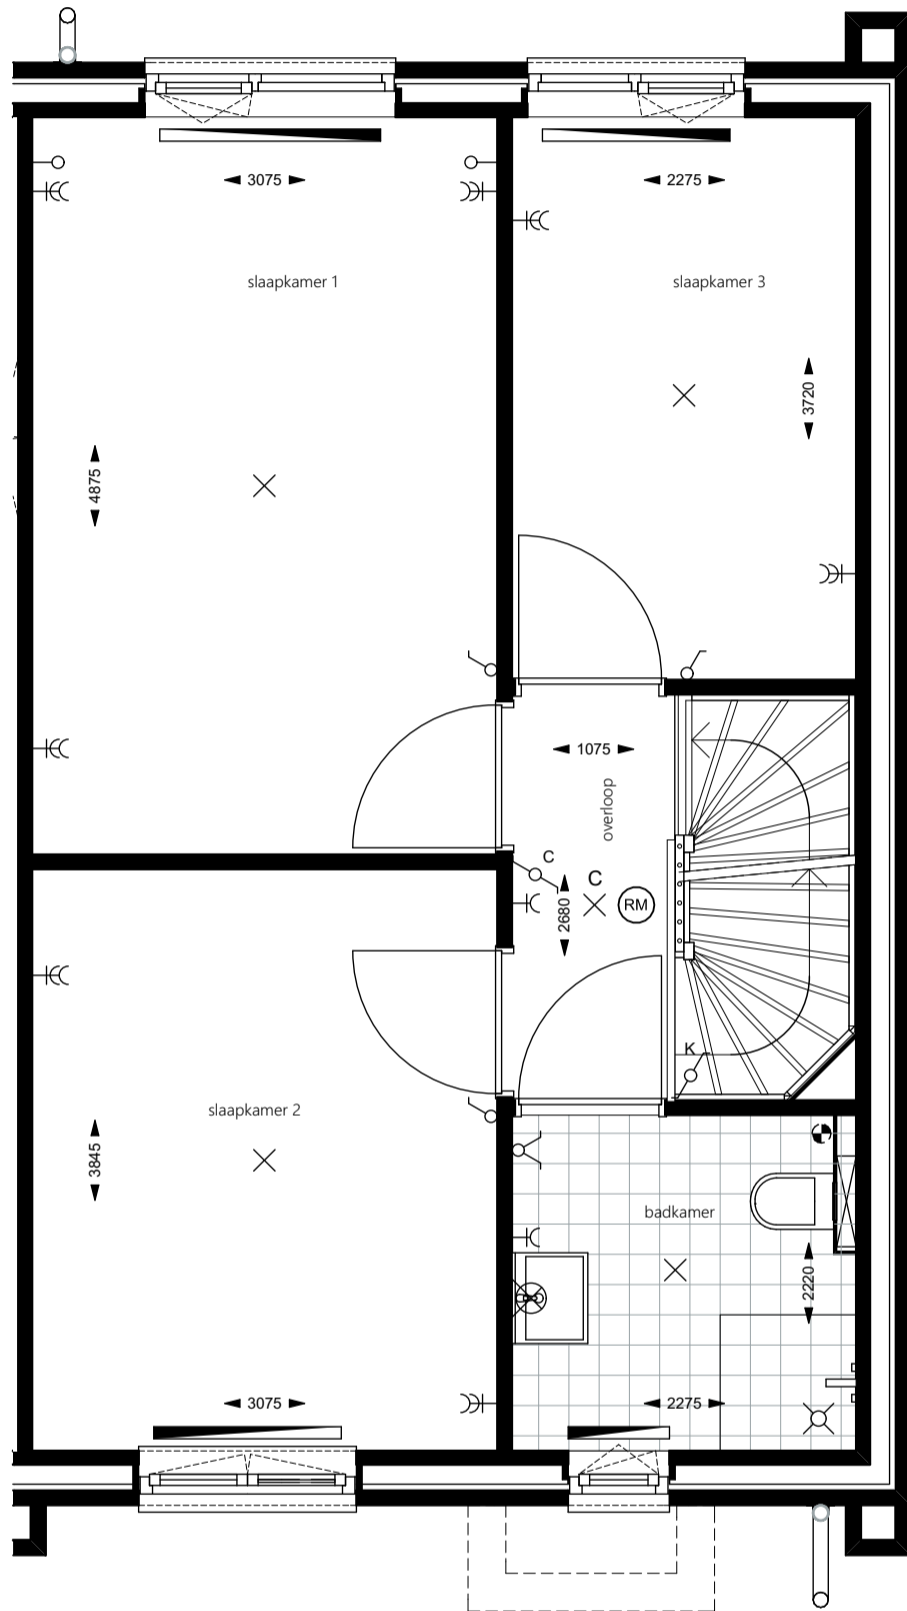 3075
2275
slaapkamer 1
slaapkamer 3
3720
4875
1075
overloop
C
C
RM
2680
K
slaapkamer 2
3845
badkamer
2220
3075
2275